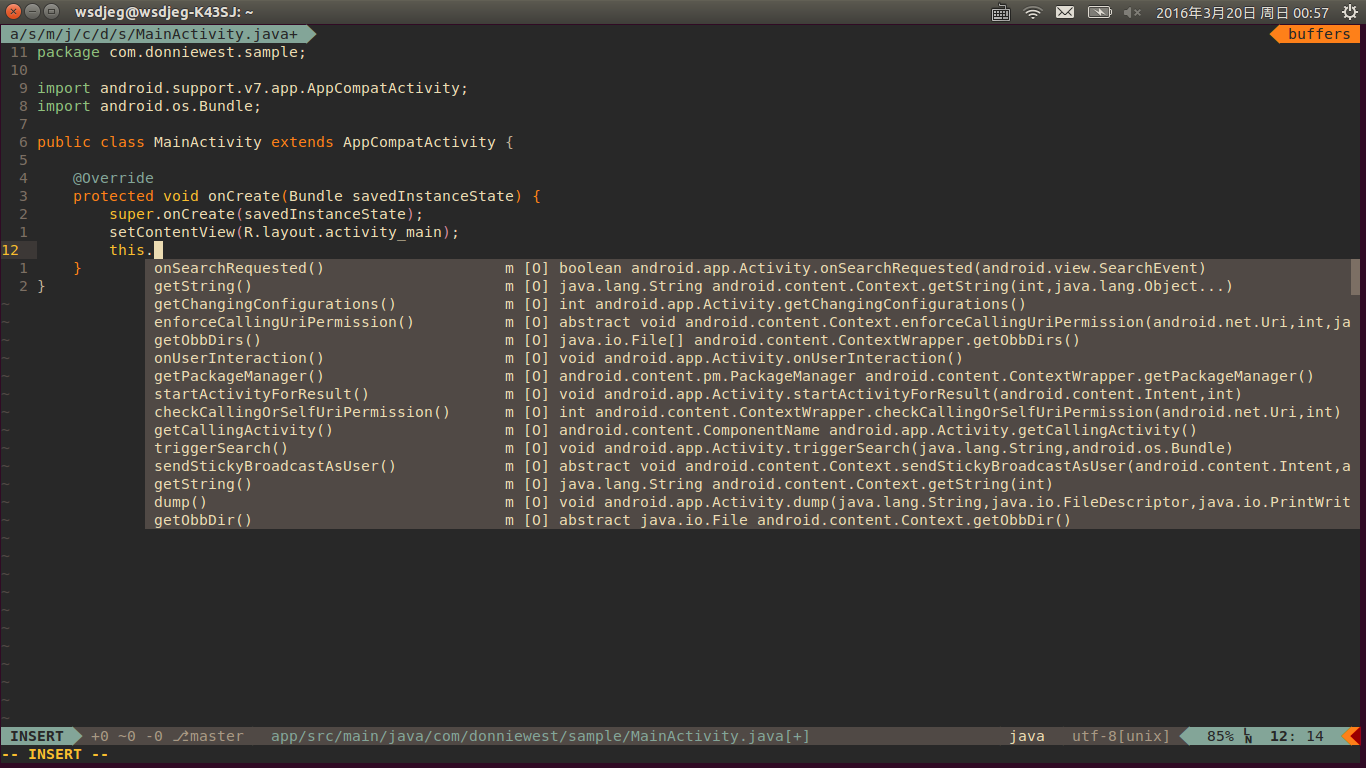 wsdjeg@wsdjeg-K43SJ: ~ 2016年3月20日 周日 00:57
a/s/m/j/c/d/s/MainActivity.java+ buffers
11 package com.donniewest.sample;
10
9 import android.support.v7.app.AppCompatActivity;
8 import android.os.Bundle;
7
6 public class MainActivity extends AppCompatActivity {
5
4 @Override
3 protected void onCreate(Bundle savedInstanceState) {
2 super.onCreate(savedInstanceState);
1 setContentView(R.layout.activity_main);
12 this.
1 } onSearchRequested() m [O] boolean android.app.Activity.onSearchRequested(android.view.SearchEvent)
2 } getString() m [O] java.lang.String android.content.Context.getString(int,java.lang.Object...)
~ getChangingConfigurations() m [O] int android.app.Activity.getChangingConfigurations()
~ enforceCallingUriPermission() m [O] abstract void android.content.Context.enforceCallingUriPermission(android.net.Uri,int,ja
~ getObbDirs() m [O] java.io.File[] android.content.ContextWrapper.getObbDirs()
~ onUserInteraction() m [O] void android.app.Activity.onUserInteraction()
~ getPackageManager() m [O] android.content.pm.PackageManager android.content.ContextWrapper.getPackageManager()
~ startActivityForResult() m [O] void android.app.Activity.startActivityForResult(android.content.Intent,int)
~ checkCallingOrSelfUriPermission() m [O] int android.content.ContextWrapper.checkCallingOrSelfUriPermission(android.net.Uri,int)
~ getCallingActivity() m [O] android.content.ComponentName android.app.Activity.getCallingActivity()
~ triggerSearch() m [O] void android.app.Activity.triggerSearch(java.lang.String,android.os.Bundle)
~ sendStickyBroadcastAsUser() m [O] abstract void android.content.Context.sendStickyBroadcastAsUser(android.content.Intent,a
~ getString() m [O] java.lang.String android.content.Context.getString(int)
~ dump() m [O] void android.app.Activity.dump(java.lang.String,java.io.FileDescriptor,java.io.PrintWrit
~ getObbDir() m [O] abstract java.io.File android.content.Context.getObbDir()
~
~
~
~
~
~
~
~
~
~
~
INSERT +0 ~0 -0 ⎇master app/src/main/java/com/donniewest/sample/MainActivity.java[+] java utf-8[unix] 85% ␤ 12: 14
-- INSERT --